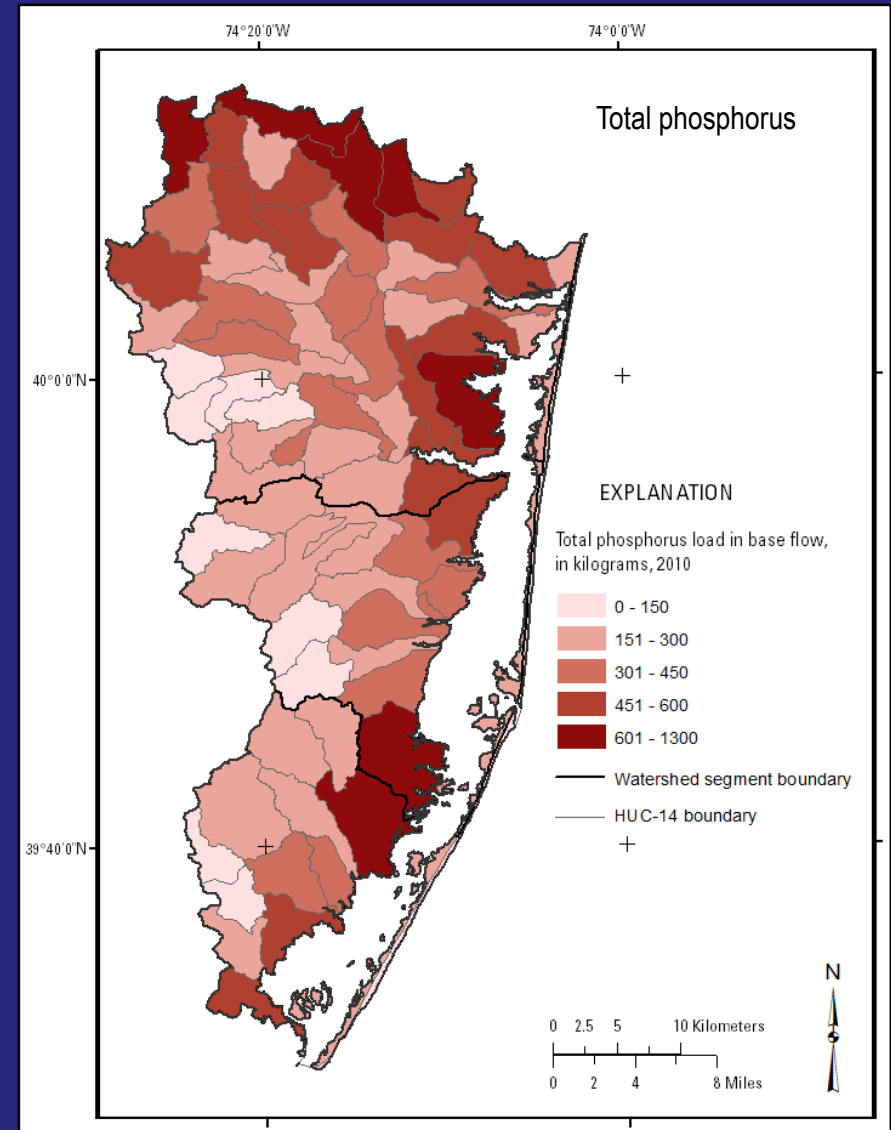 74°20'0"W
74°0'0"W
Total phosphorus
40°0'0"N
EXPLANATION
Total phosphorus load in base flow,
in kilograms, 2010
0 - 150
151 - 300
301 - 450
451 - 600
601 - 1300
Watershed segment boundary
HUC-14 boundary
39°40'0"N
N
0 2.5 5 10 Kilometers
0 2 4 8 Miles